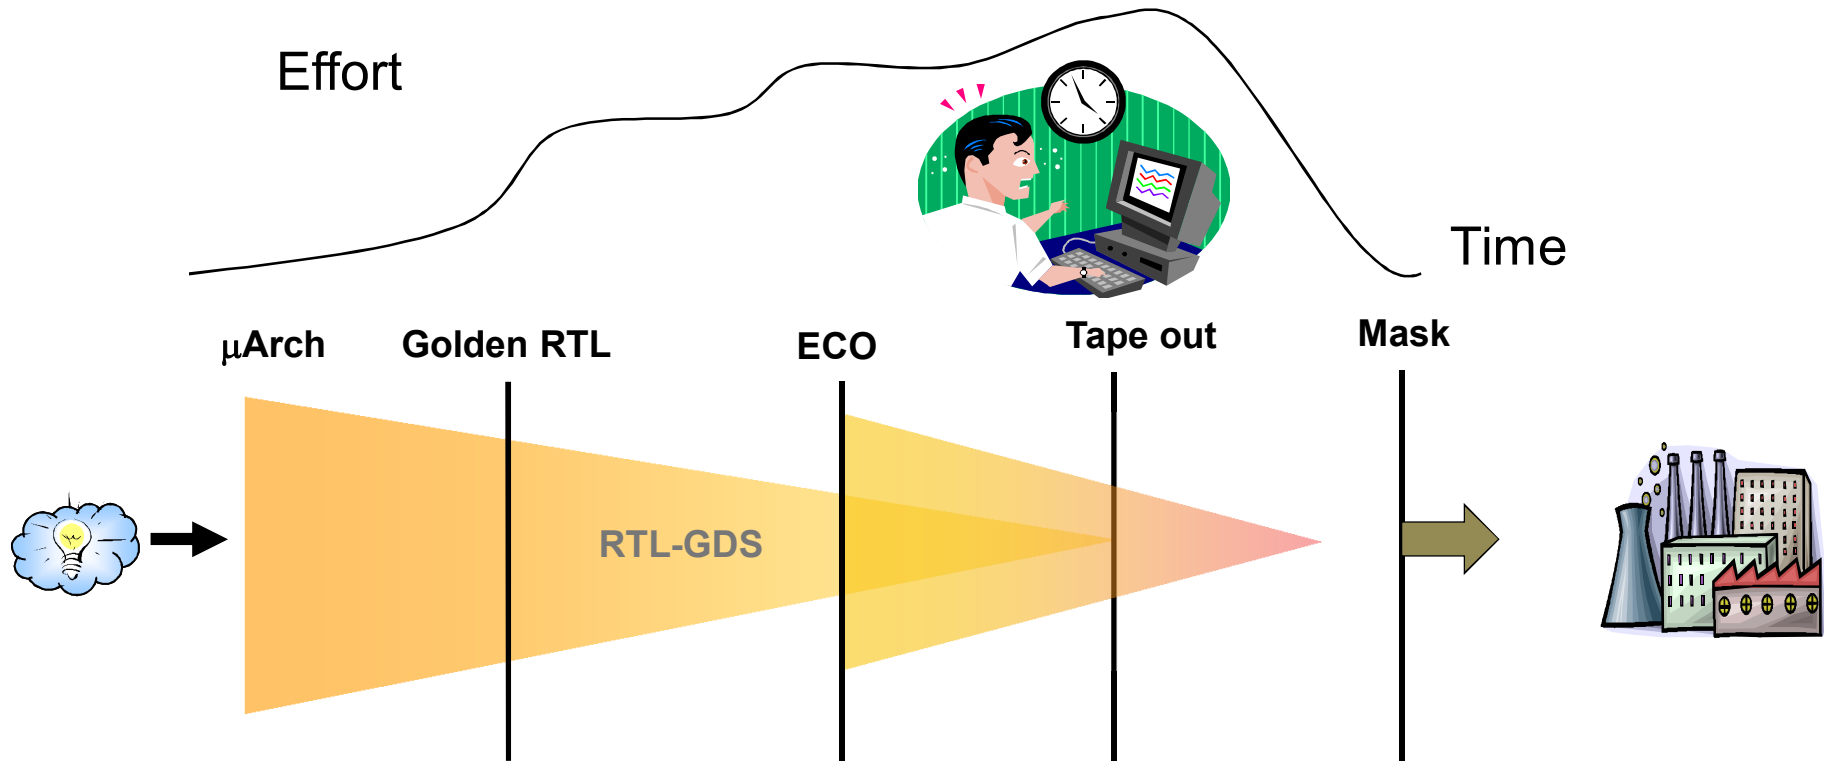 Effort
Time
μArch
Golden RTL
ECO
Tape out
Mask
RTL-GDS